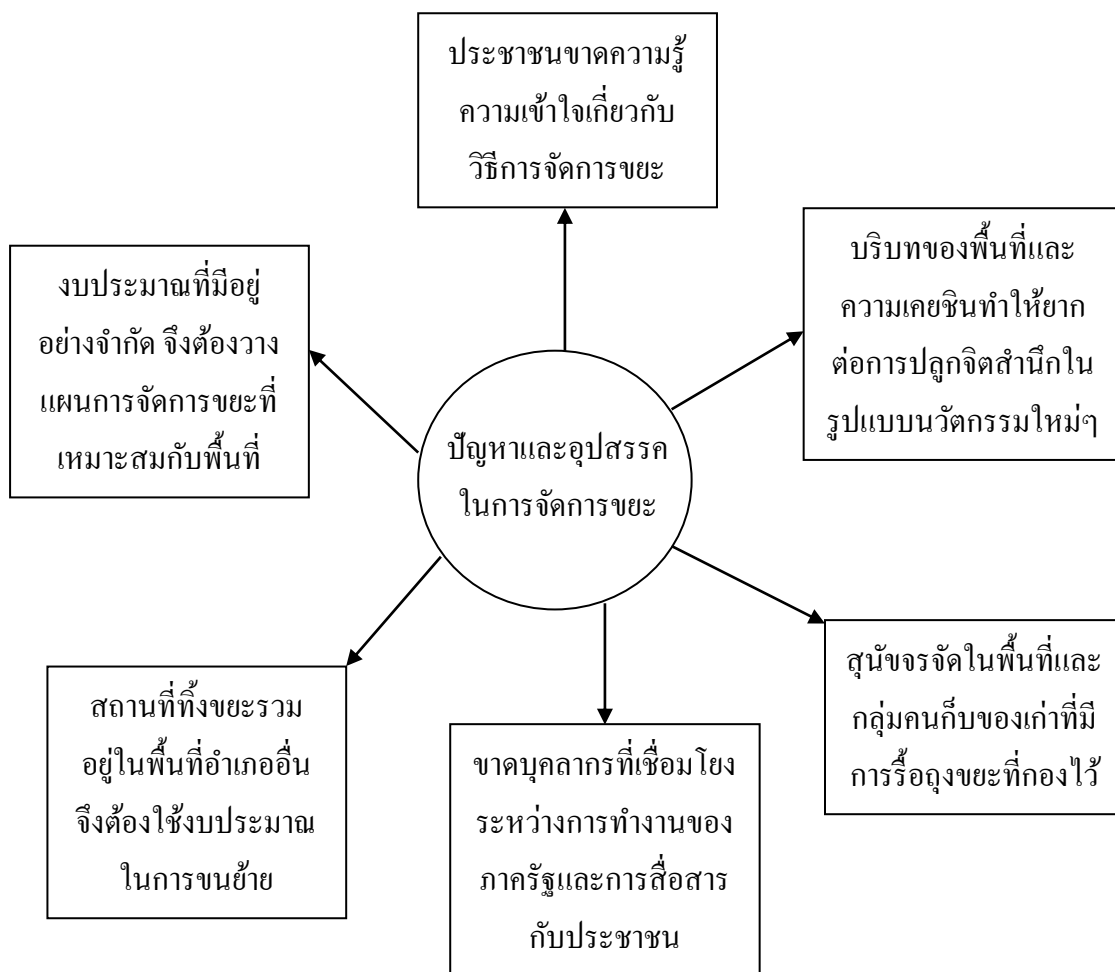 ประชาชนขาดความรู้
ความเข้าใจเกี่ยวกับ
วิธีการจัดการขยะ
บริบทของพื้นที่และ
ความเคยชินทำให้ยาก
ต่อการปลูกจิตสำนึกใน
รูปแบบนวัตกรรมใหม่ๆ
งบประมาณที่มีอยู่
อย่างจำกัด จึงต้องวาง
แผนการจัดการขยะที่
เหมาะสมกับพื้นที่
ปัญหาและอุปสรรค
ในการจัดการขยะ
สุนัขจรจัดในพื้นที่และ
กลุ่มคนก็บของเก่าที่มี
การรื้อถุงขยะที่กองไว้
สถานที่ทิ้งขยะรวม
อยู่ในพื้นที่อำเภออื่น
จึงต้องใช้งบประมาณ
ในการขนย้าย
ขาดบุคลากรที่เชื่อมโยง
ระหว่างการทำงานของ
ภาครัฐและการสื่อสาร
กับประชาชน